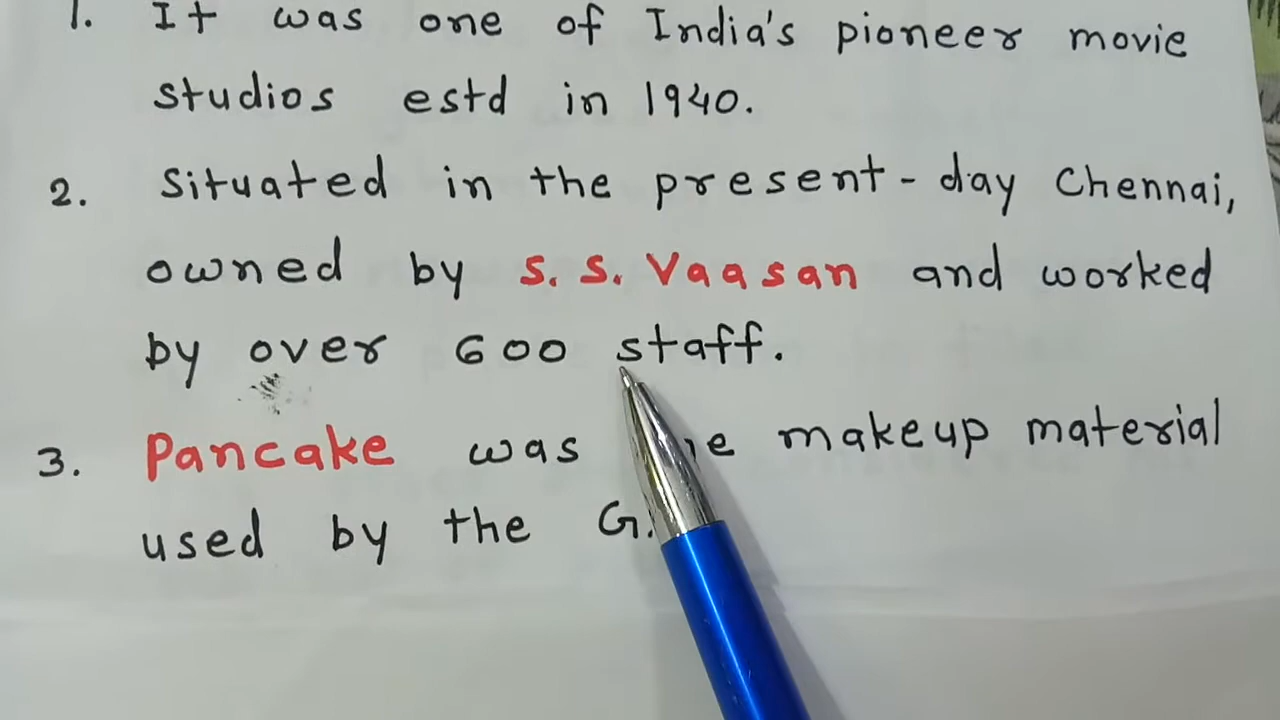 1. It was one of India's pioneer movie
studios estd in 1940.
2. Situated in the present-day Chennai,
owned by S. S. Vaasan and worked
by over 600 staff.
3. Pancake was makeup material
used by the G.